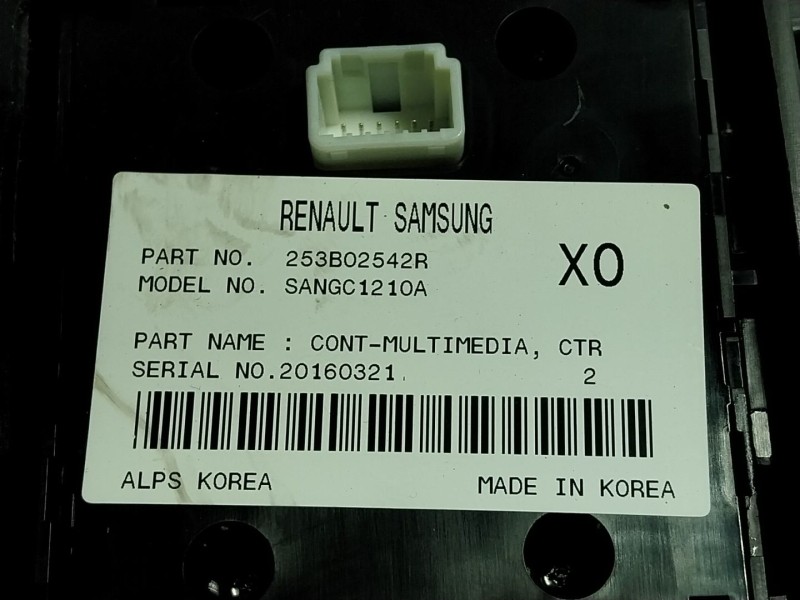 RENAULT SAMSUNG
PART NO. 253B02542R
X0
MODEL NO. SANGC1210A
PART NAME : CONT-MULTIMEDIA, CTR
SERIAL NO.20160321 2
ALPS KOREA MADE IN KOREA